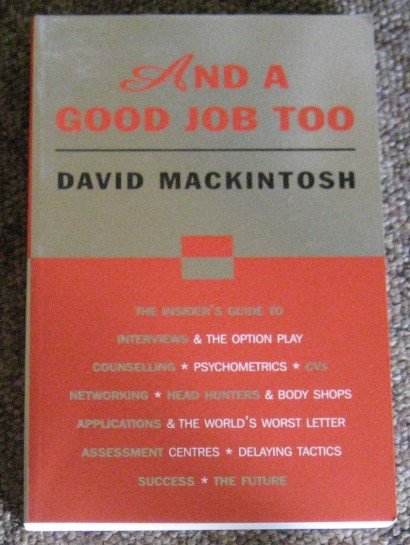 AND A
GOOD JOB TOO
DAVID MACKINTOSH
THE INSIDER'S GUIDE TO
INTERVIEWS & THE OPTION PLAY
COUNSELLING * PSYCHOMETRICS * CVs
NETWORKING * HEAD HUNTERS & BODY SHOPS
APPLICATIONS & THE WORLD'S WORST LETTER
ASSESSMENT CENTRES * DELAYING TACTICS
SUCCESS * THE FUTURE